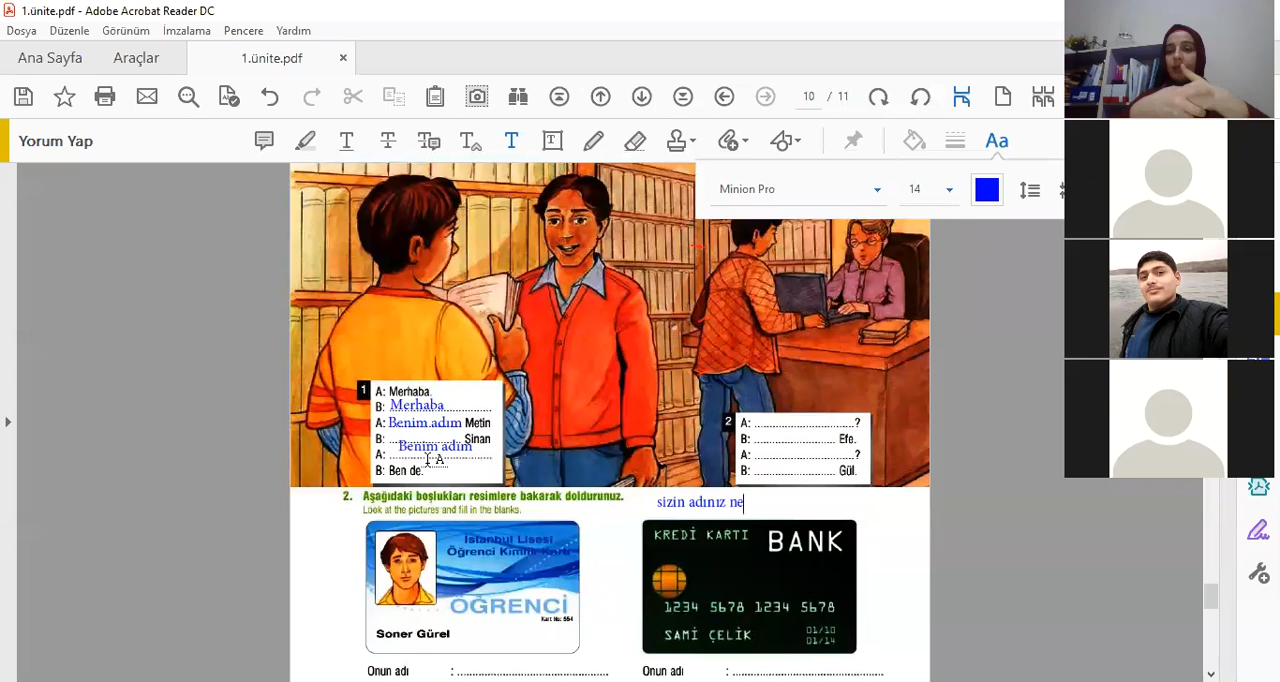 1.ünite.pdf - Adobe Acrobat Reader DC
Dosya Düzenle Görünüm İmzalama Pencere Yardım
Ana Sayfa Araçlar 1.ünite.pdf ×
10 / 11
Yorum Yap
Minion Pro 14
1 A: Merhaba.
B: Merhaba
A: Benim adım Metin
B: Benim adım Sinan
A:
B: Ben de.
2 A: ?
B: Efe.
A: ?
B: Gül.
2. Aşağıdaki boşlukları resimlere bakarak doldurunuz.
Look at the pictures and fill in the blanks.
sizin adınız ne
İstanbul Lisesi
Öğrenci Kimlik Kartı
ÖĞRENCİ
Kart No: 554
Soner Gürel
KREDİ KARTI BANK
1234 5678 1234 5678
SAMİ ÇELİK 01/10
01/14
Onun adı :
Onun adı :